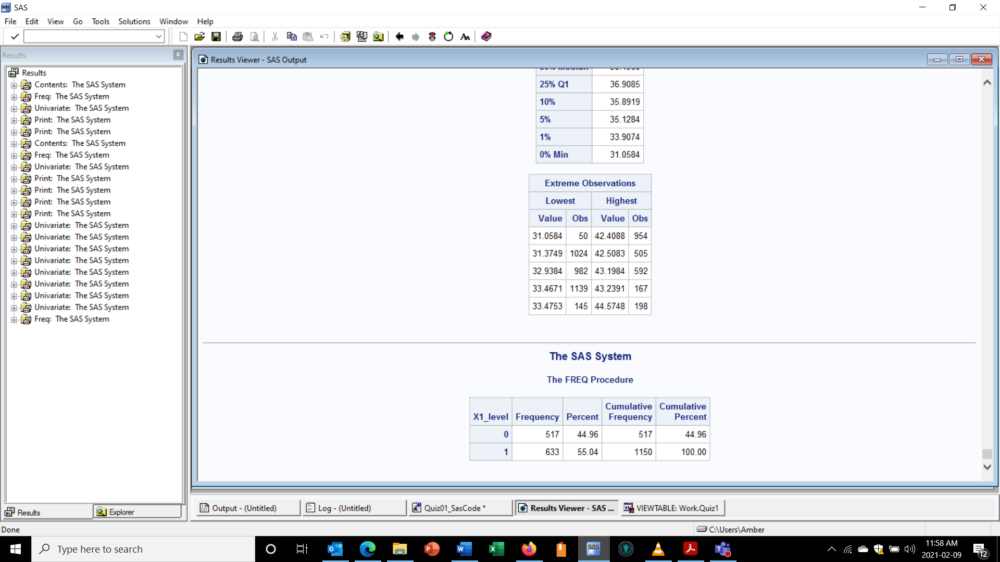 SAS
File Edit View Go Tools Solutions Window Help
Results
Results
Contents: The SAS System
Freq: The SAS System
Univariate: The SAS System
Print: The SAS System
Print: The SAS System
Contents: The SAS System
Freq: The SAS System
Univariate: The SAS System
Print: The SAS System
Print: The SAS System
Print: The SAS System
Print: The SAS System
Univariate: The SAS System
Univariate: The SAS System
Univariate: The SAS System
Univariate: The SAS System
Univariate: The SAS System
Univariate: The SAS System
Univariate: The SAS System
Univariate: The SAS System
Freq: The SAS System
Results Explorer
Results Viewer - SAS Output
25% Q1 36.9085
10% 35.8919
5% 35.1284
1% 33.9074
0% Min 31.0584
Extreme Observations
Lowest Highest
Value Obs Value Obs
31.0584 50 42.4088 954
31.3749 1024 42.5083 505
32.9384 982 43.1984 592
33.4671 1139 43.2391 167
33.4753 145 44.5748 198
The SAS System
The FREQ Procedure
X1_level Frequency Percent Cumulative Frequency Cumulative Percent
0 517 44.96 517 44.96
1 633 55.04 1150 100.00
Output - (Untitled) Log - (Untitled) Quiz01_SasCode * Results Viewer - SAS ... VIEWTABLE: Work.Quiz1
Done C:\Users\Amber
Type here to search
11:58 AM
2021-02-09
12